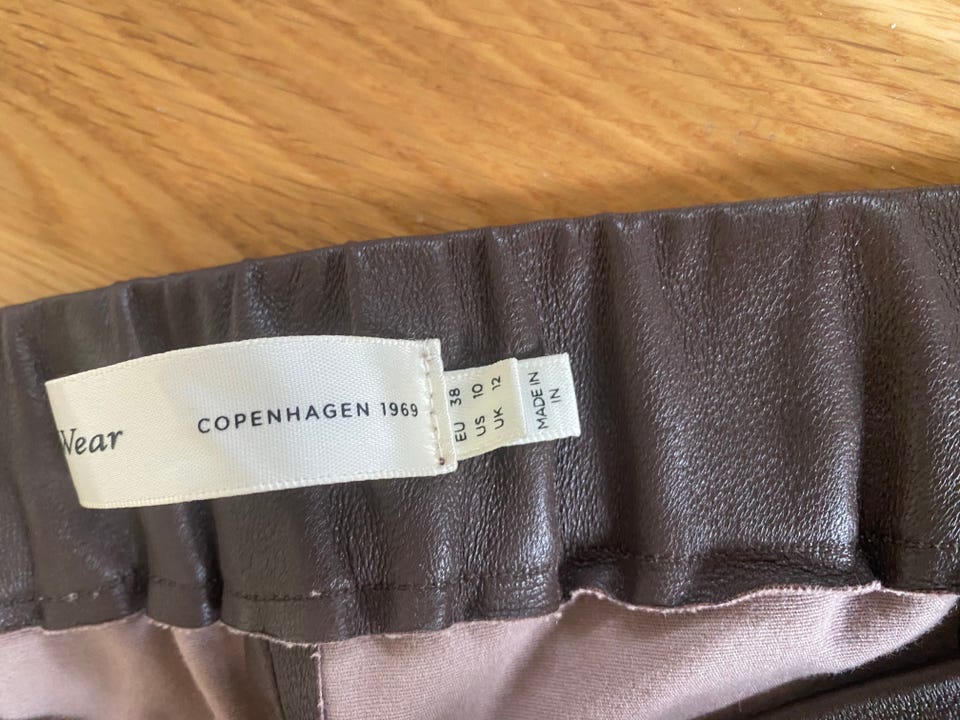 Wear
COPENHAGEN 1969
EU 38
US 10
UK 12
MADE IN
IN